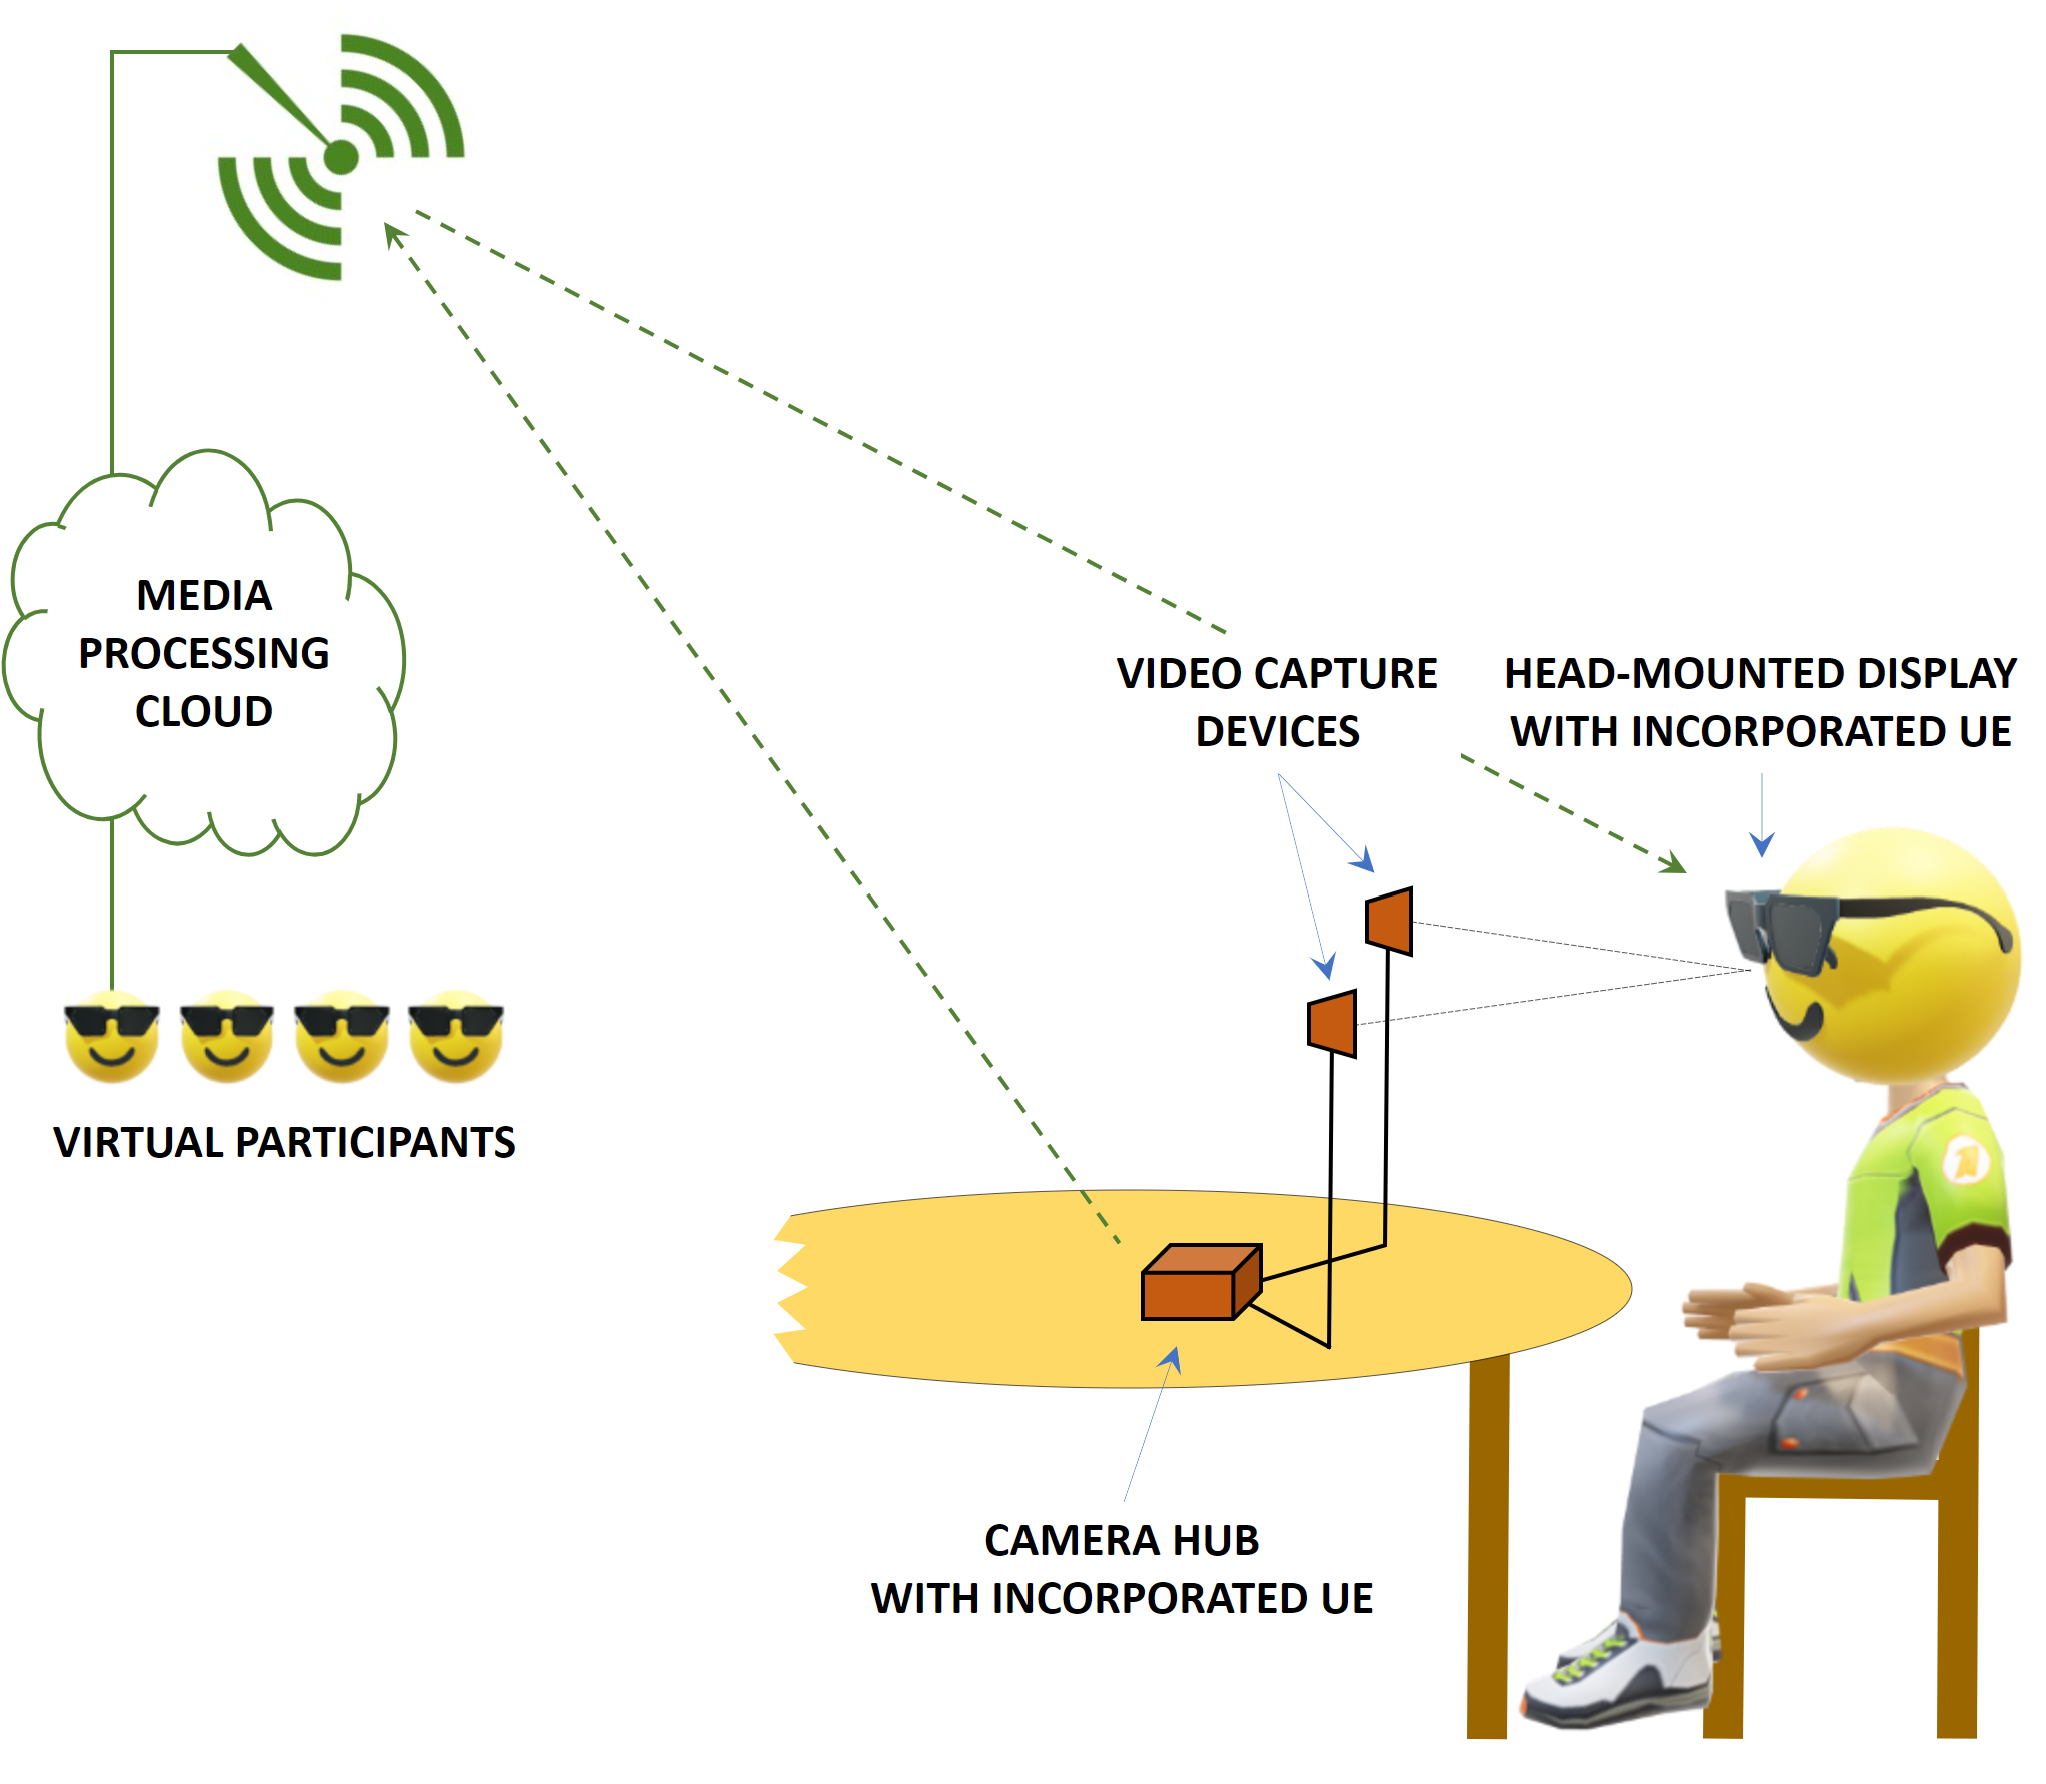 MEDIA
PROCESSING
CLOUD
VIDEO CAPTURE
DEVICES
HEAD-MOUNTED DISPLAY
WITH INCORPORATED UE
VIRTUAL PARTICIPANTS
CAMERA HUB
WITH INCORPORATED UE